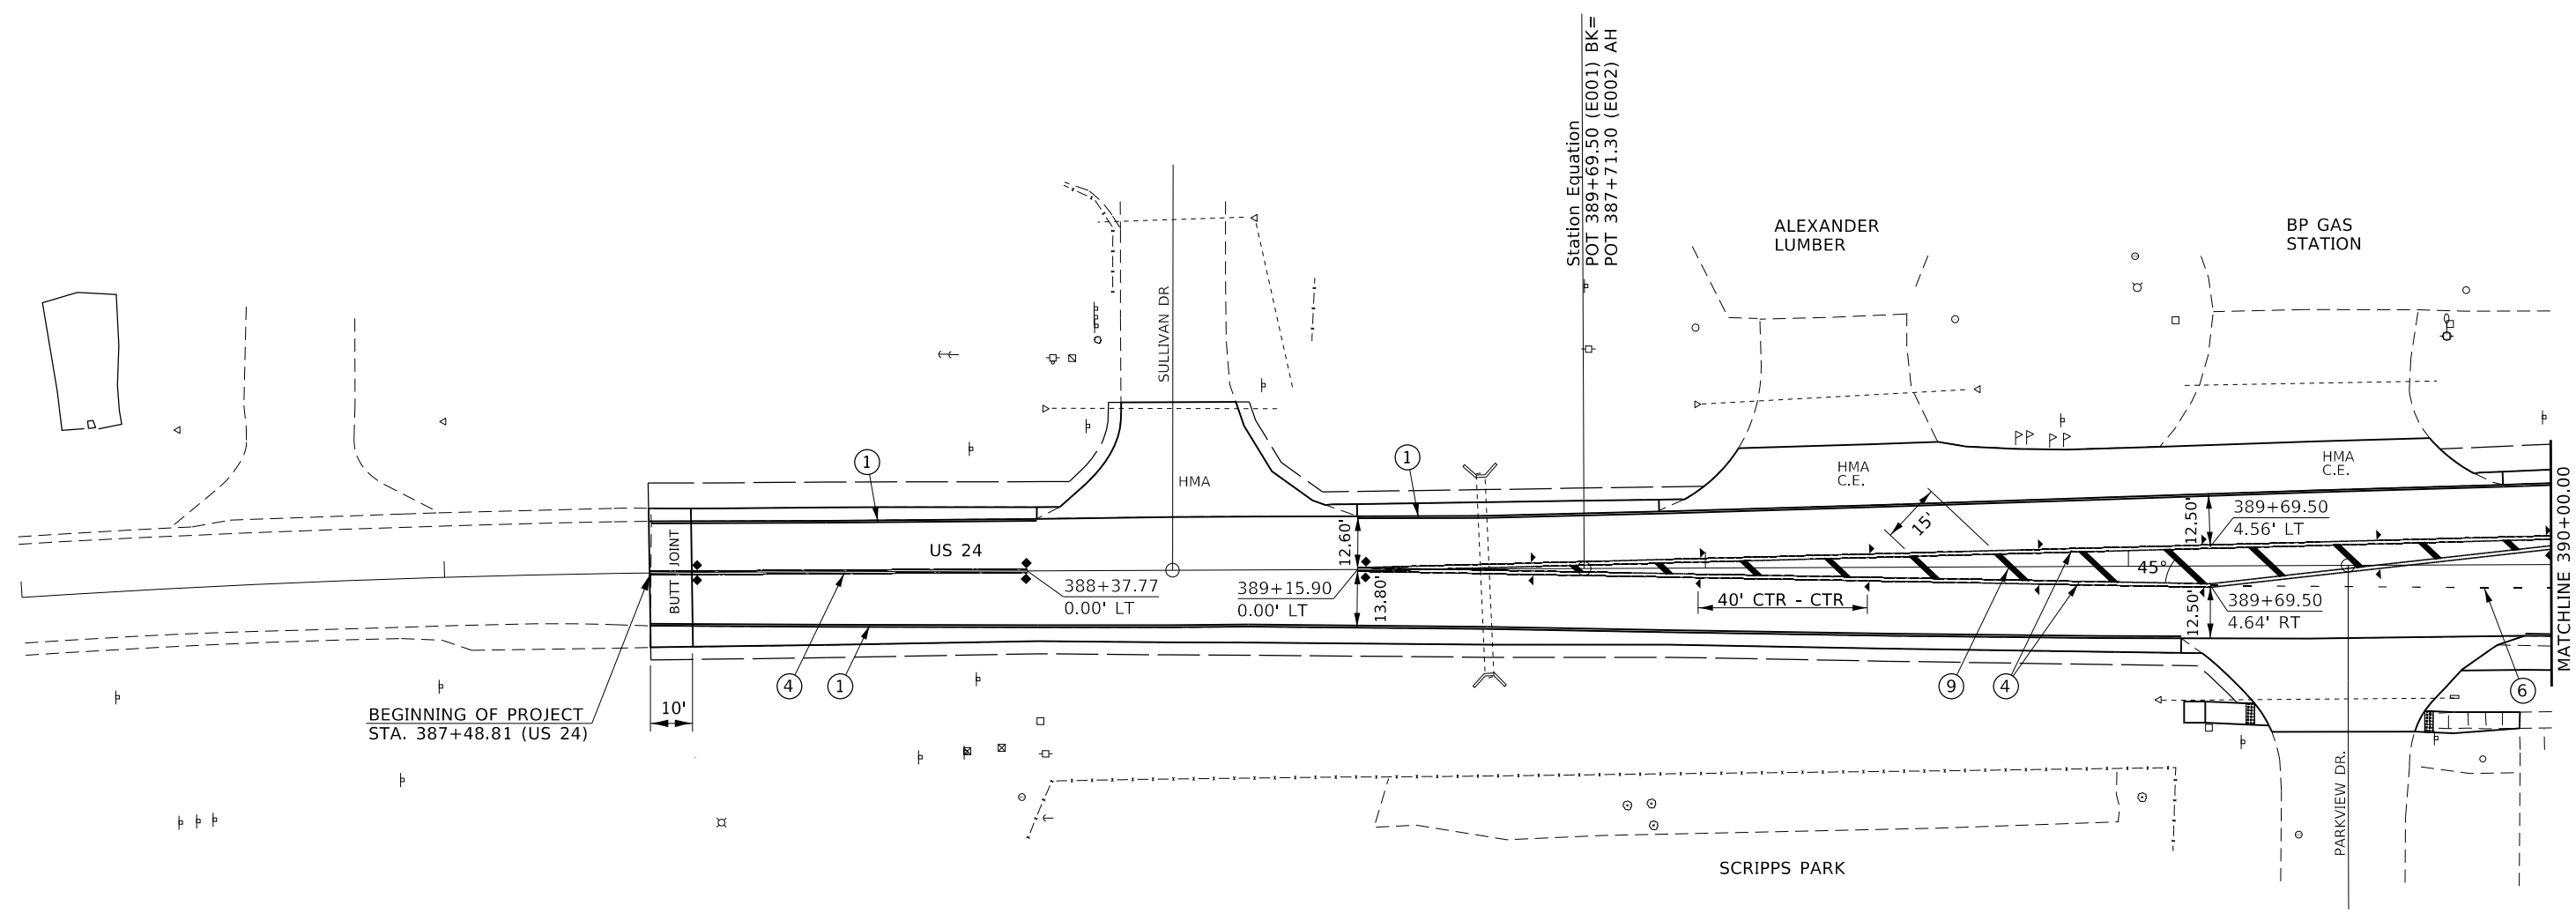 Station Equation
POT 389+69.50 (E001) BK=
POT 387+71.30 (E002) AH
ALEXANDER
LUMBER
BP GAS
STATION
SULLIVAN DR
1
1
HMA
HMA
C.E.
HMA
C.E.
MATCHLINE 390+00.00
BUTT JOINT
US 24
12.60'
15'
12.50'
389+69.50
4.56' LT
45°
388+37.77
0.00' LT
389+15.90
0.00' LT
13.80'
40' CTR - CTR
12.50'
389+69.50
4.64' RT
4
1
9
4
6
10'
BEGINNING OF PROJECT
STA. 387+48.81 (US 24)
PARKVIEW DR.
SCRIPPS PARK